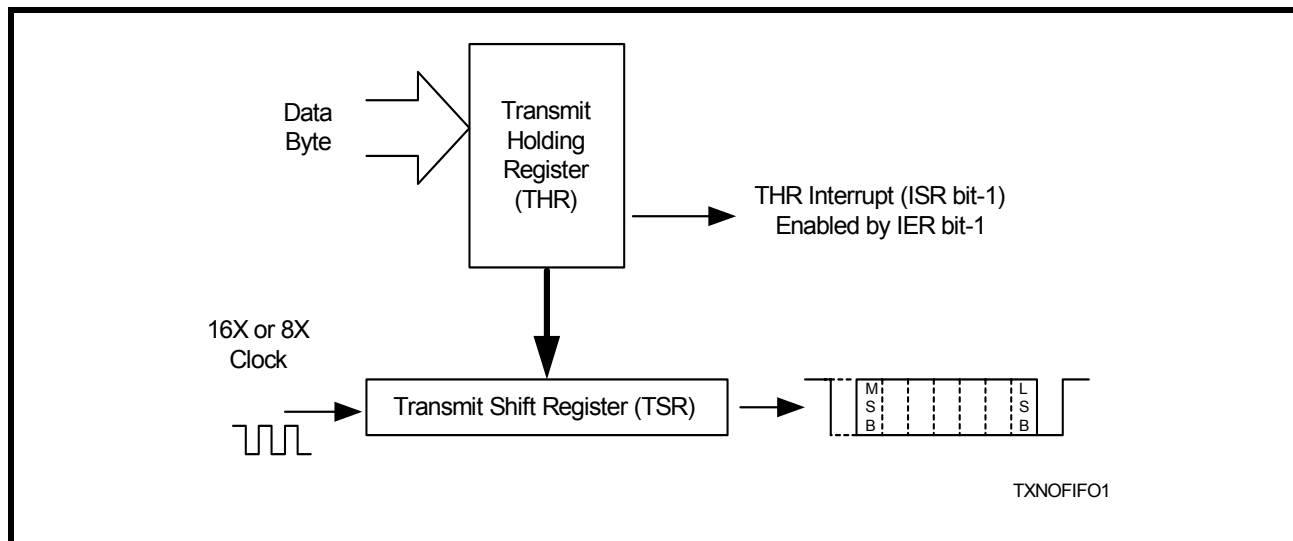 Data
Byte
Transmit
Holding
Register
(THR)
THR Interrupt (ISR bit-1)
Enabled by IER bit-1
16X or 8X
Clock
Transmit Shift Register (TSR)
M
S
B
L
S
B
TXNOFIFO1